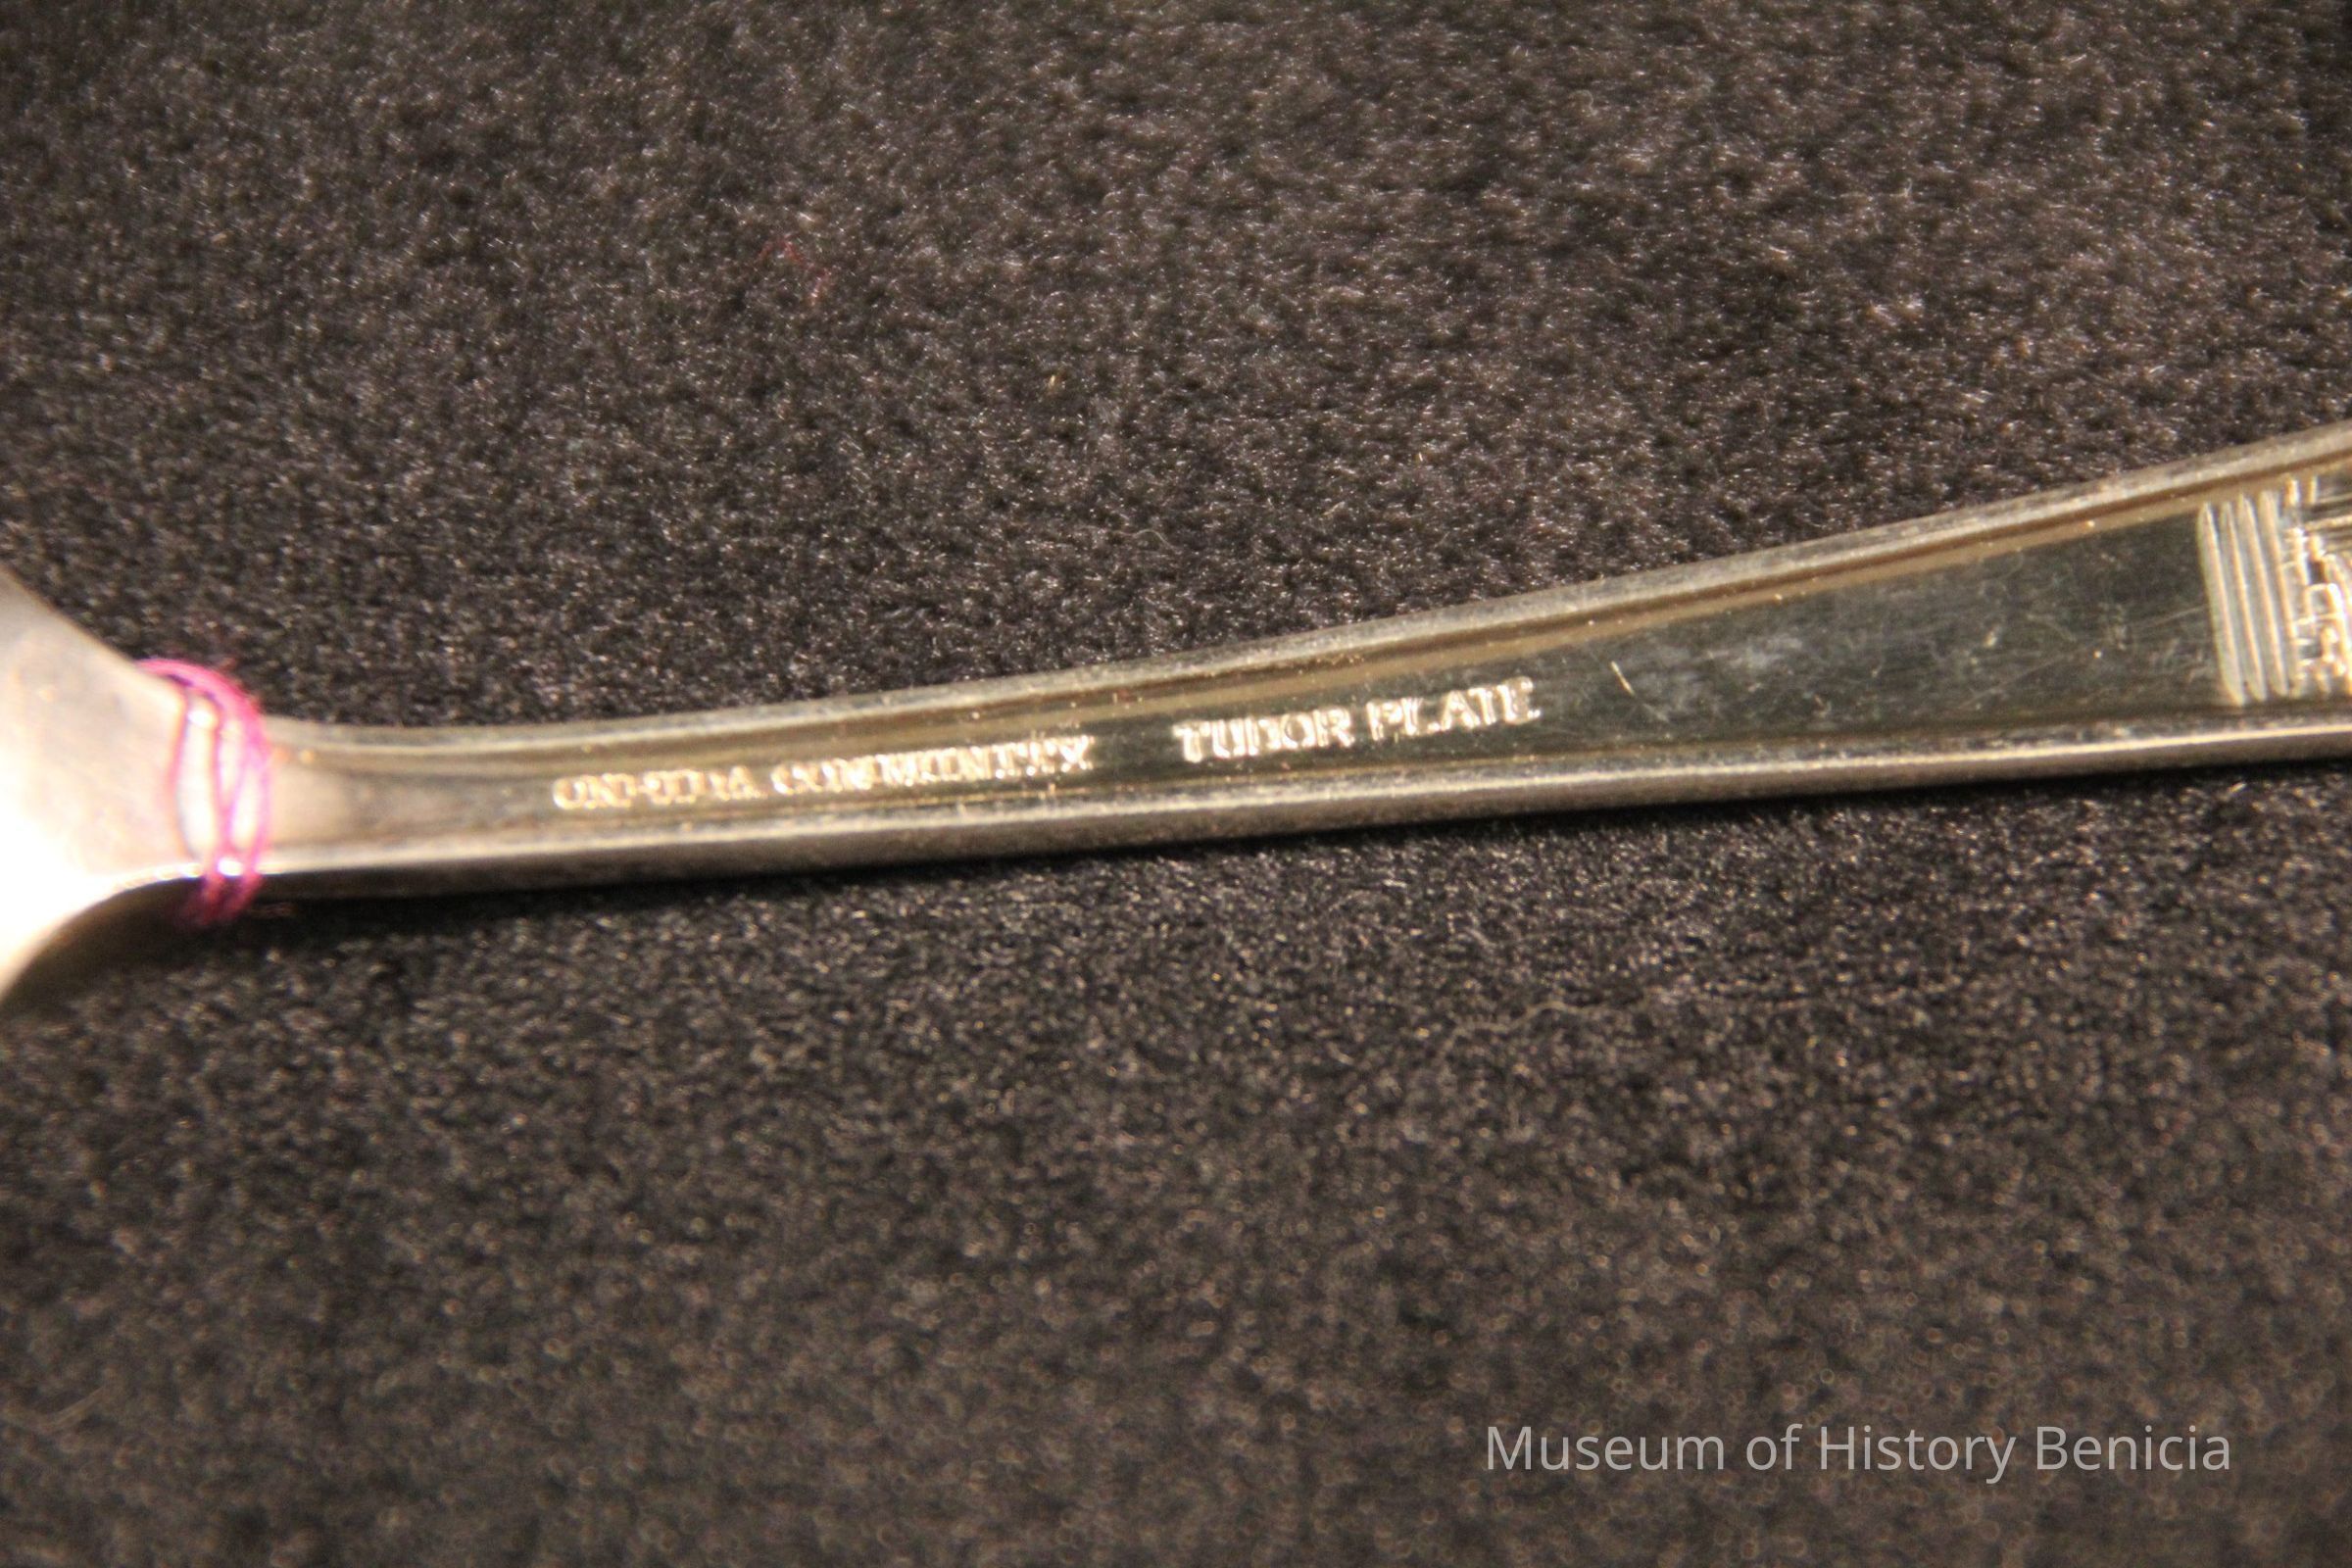 ONEIDA COMMUNITY TUDOR PLATE
Museum of History Benicia